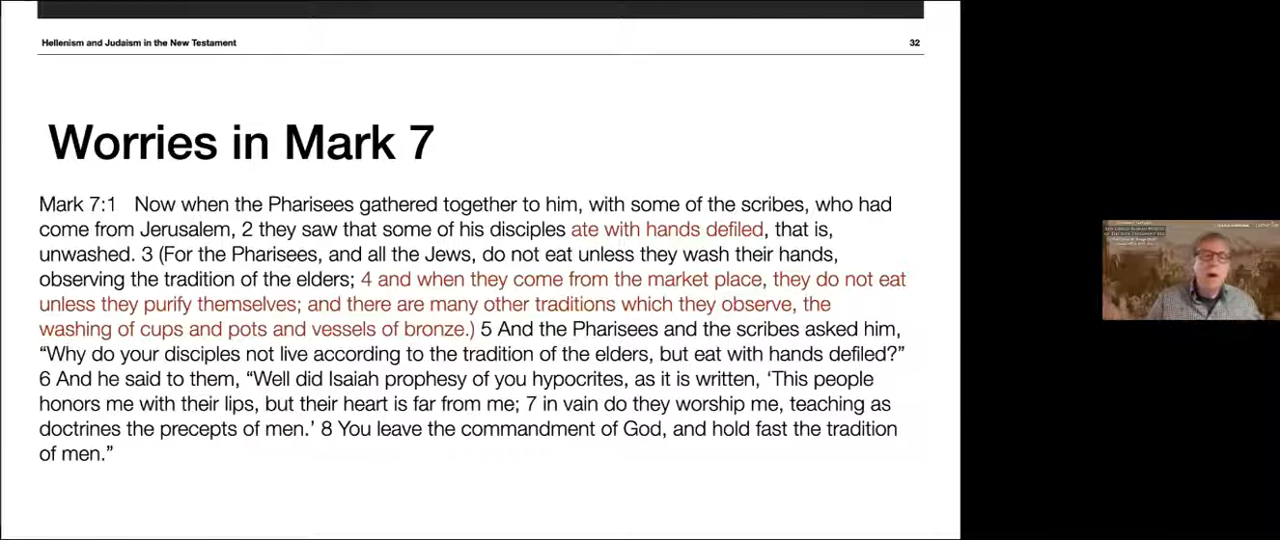 Hellenism and Judaism in the New Testament
32
Worries in Mark 7
Mark 7:1 Now when the Pharisees gathered together to him, with some of the scribes, who had
come from Jerusalem, 2 they saw that some of his disciples ate with hands defiled, that is,
unwashed. 3 (For the Pharisees, and all the Jews, do not eat unless they wash their hands,
observing the tradition of the elders; 4 and when they come from the market place, they do not eat
unless they purify themselves; and there are many other traditions which they observe, the
washing of cups and pots and vessels of bronze.) 5 And the Pharisees and the scribes asked him,
“Why do your disciples not live according to the tradition of the elders, but eat with hands defiled?”
6 And he said to them, “Well did Isaiah prophesy of you hypocrites, as it is written, ‘This people
honors me with their lips, but their heart is far from me; 7 in vain do they worship me, teaching as
doctrines the precepts of men.’ 8 You leave the commandment of God, and hold fast the tradition
of men.”